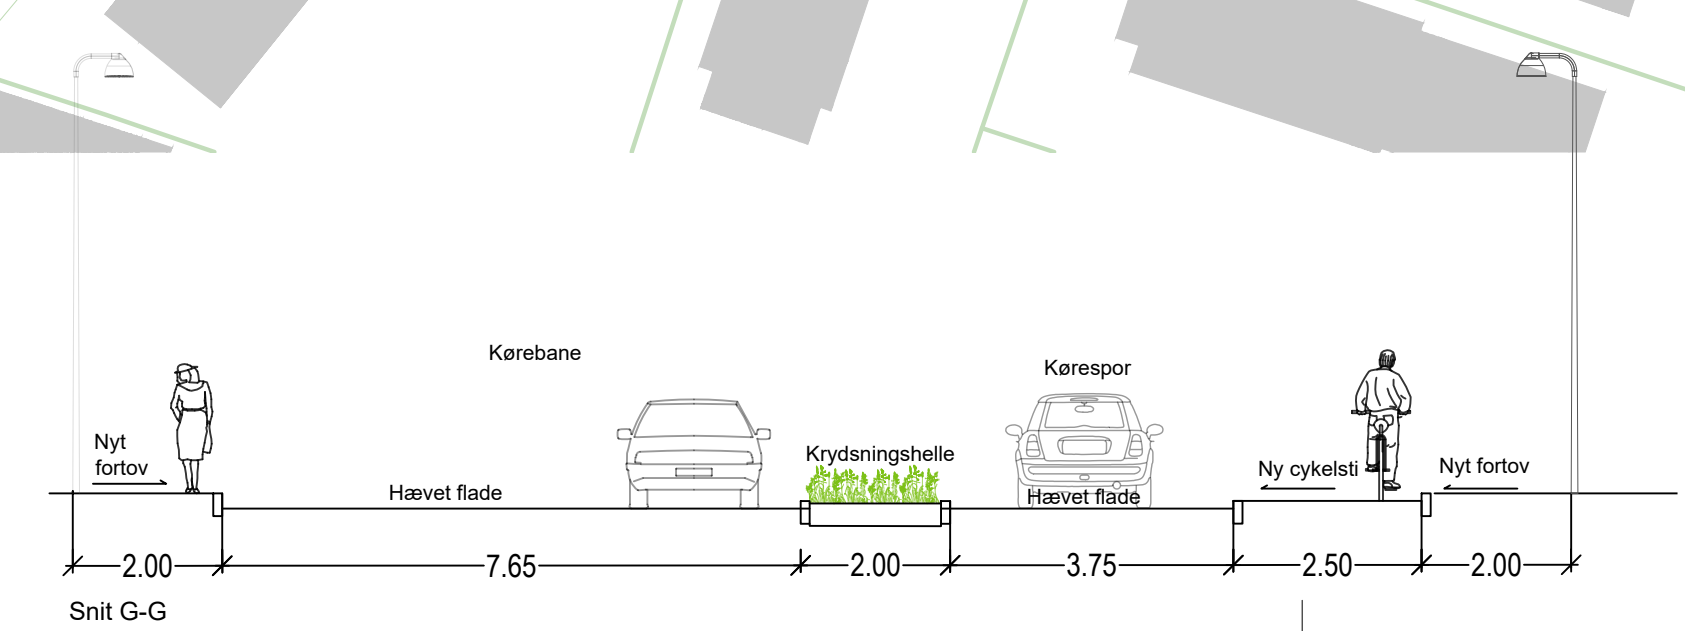 Kørebane
Kørespor
Nyt
fortov
Krydsningshelle
Ny cykelsti
Nyt fortov
Hævet flade
Hævet flade
2.00
7.65
2.00
3.75
2.50
2.00
Snit G-G